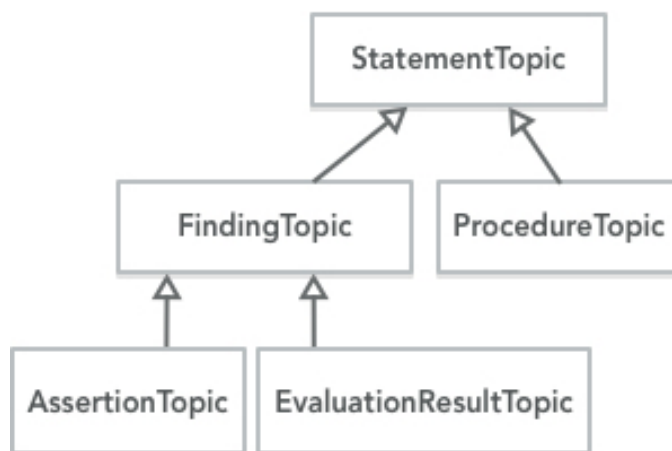 StatementTopic
FindingTopic
ProcedureTopic
AssertionTopic
EvaluationResultTopic